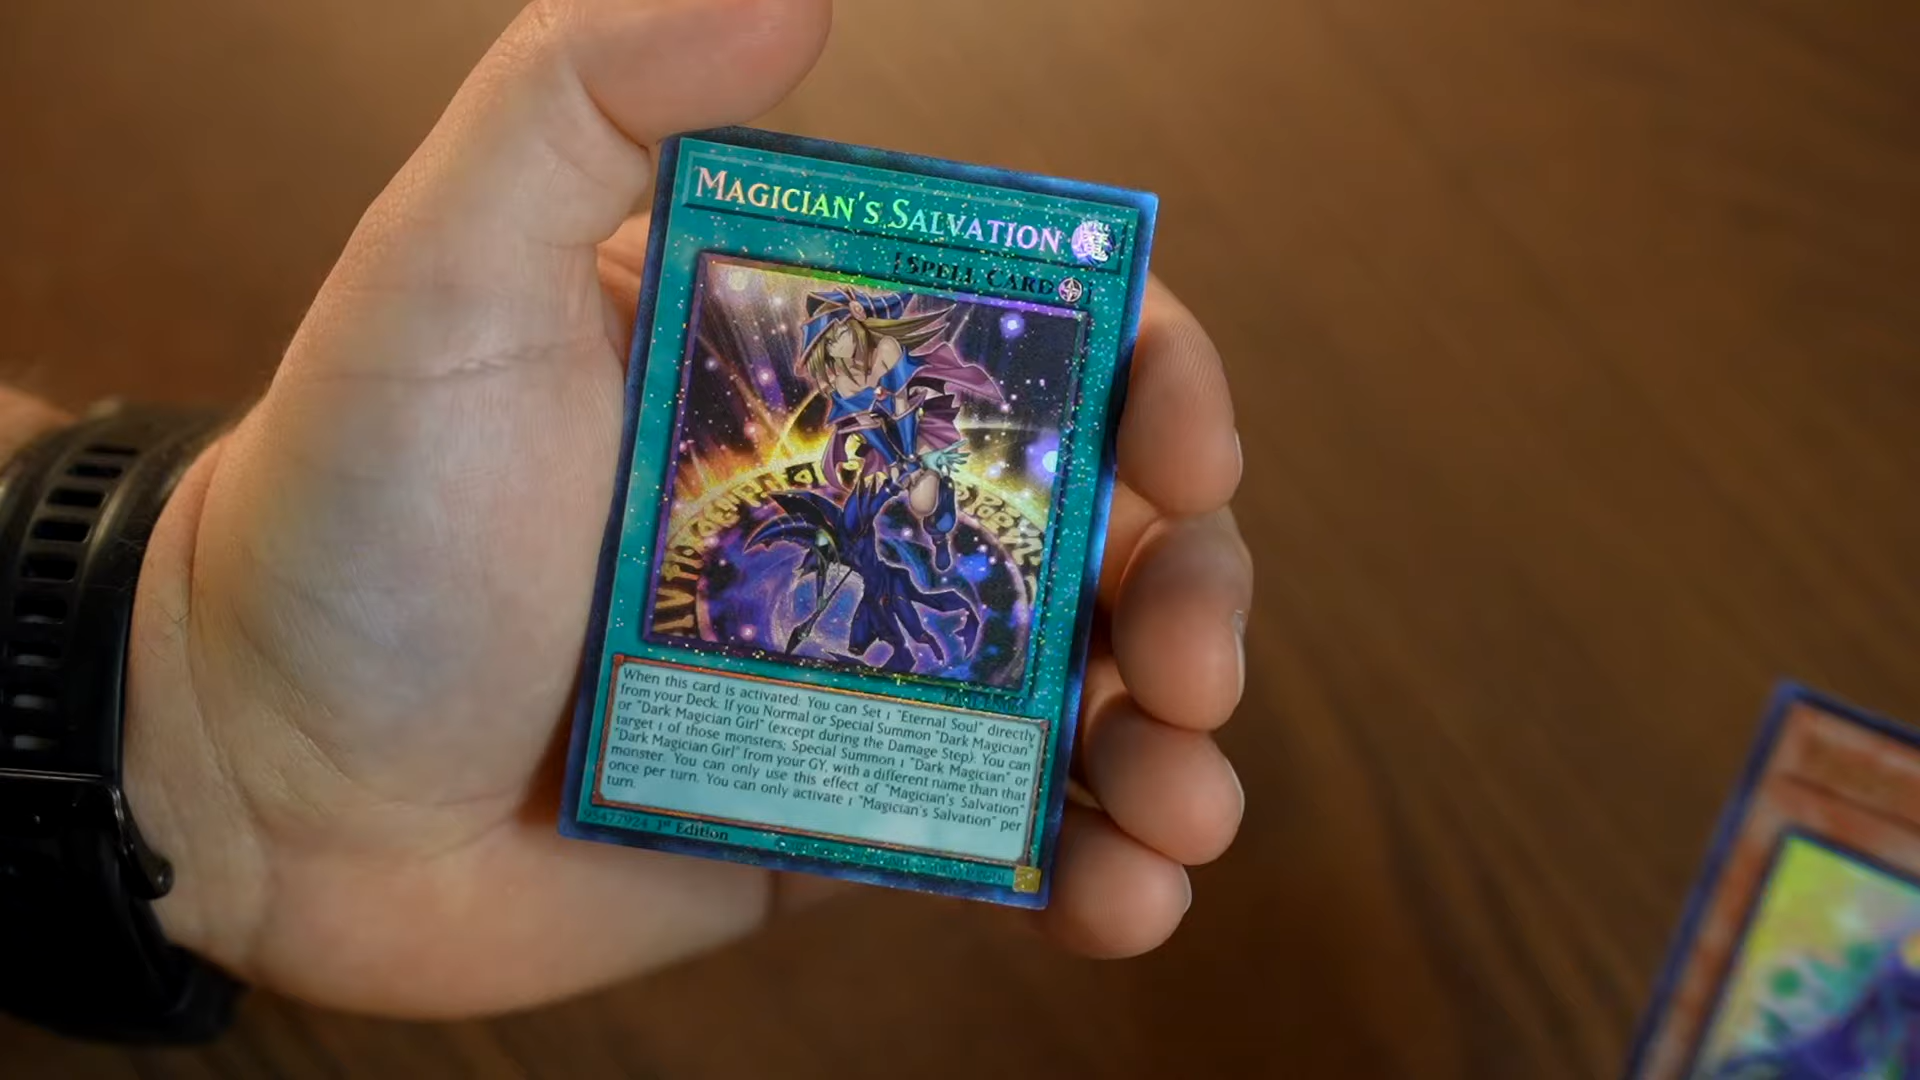 MAGICIAN'S SALVATION
[SPELL CARD]
When this card is activated: You can Set 1 "Eternal Soul" directly
from your Deck. If you Normal or Special Summon "Dark Magician"
or "Dark Magician Girl" (except during the Damage Step): You can
target 1 of those monsters; Special Summon 1 "Dark Magician" or
"Dark Magician Girl" from your GY, with a different name than that
monster. You can only use this effect of "Magician's Salvation"
once per turn. You can only activate 1 "Magician's Salvation" per
turn.
95477924 1st Edition